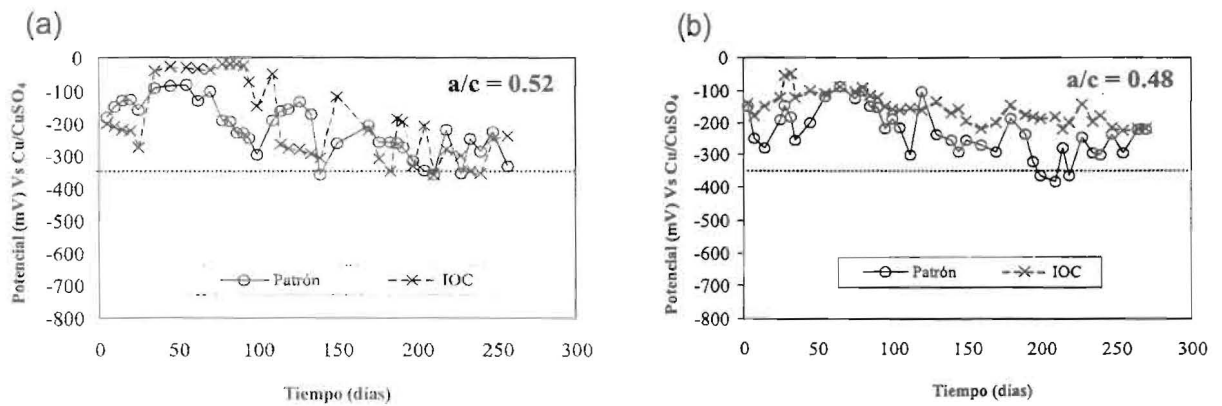 (a)
a/c = 0.52
Potencial (mV) Vs Cu/CuSO₄
0
-100
-200
-300
-400
-500
-600
-700
-800
Patrón
IOC
0 50 100 150 200 250 300
Tiempo (días)
(b)
a/c = 0.48
Potencial (mV) Vs Cu/CuSO₄
0
-100
-200
-300
-400
-500
-600
-700
-800
Patrón
IOC
0 50 100 150 200 250 300
Tiempo (días)